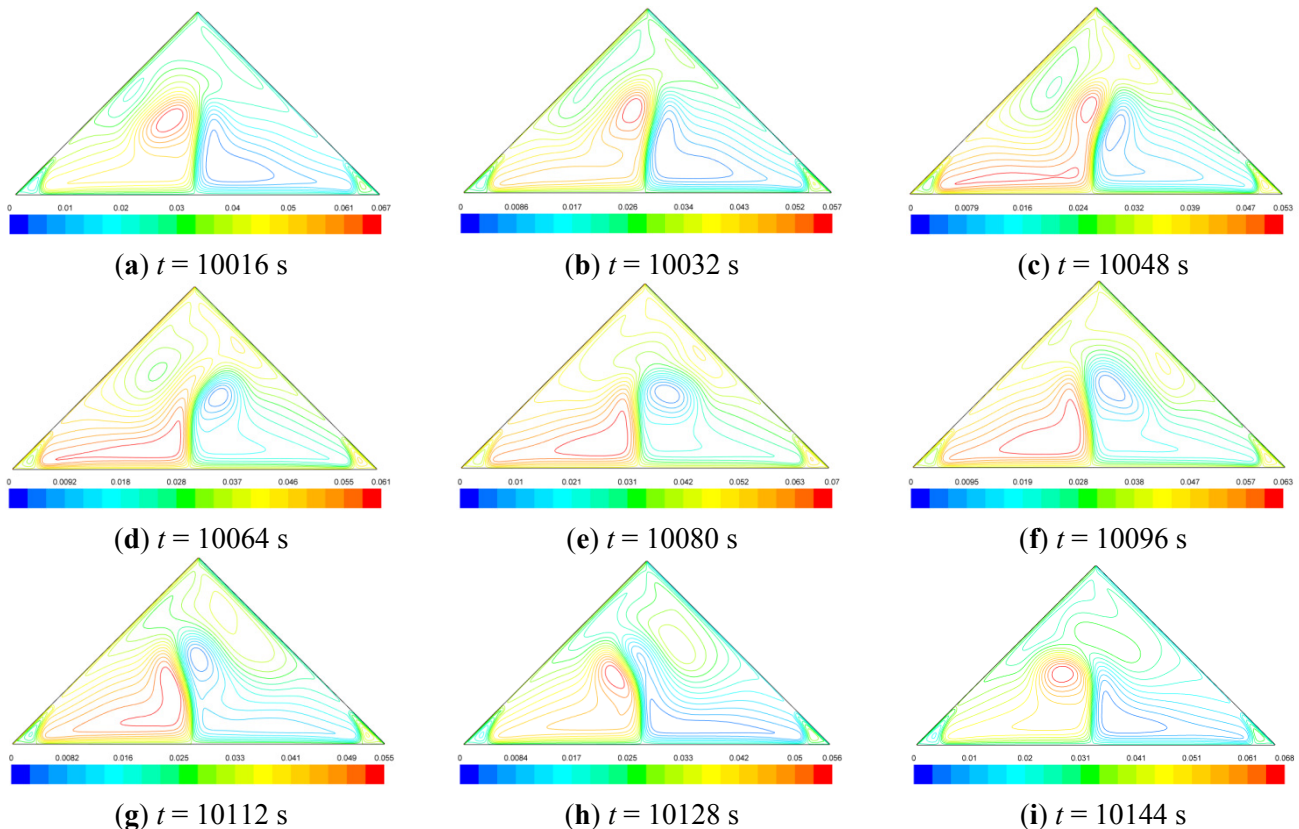 0 0.01 0.02 0.03 0.04 0.05 0.061 0.067
0 0.0086 0.017 0.026 0.034 0.043 0.052 0.057
0 0.0079 0.016 0.024 0.032 0.039 0.047 0.053
(a) t = 10016 s
(b) t = 10032 s
(c) t = 10048 s
0 0.0092 0.018 0.028 0.037 0.046 0.055 0.061
0 0.01 0.021 0.031 0.042 0.052 0.063 0.07
0 0.0095 0.019 0.028 0.038 0.047 0.057 0.063
(d) t = 10064 s
(e) t = 10080 s
(f) t = 10096 s
0 0.0082 0.016 0.025 0.033 0.041 0.049 0.055
0 0.0084 0.017 0.025 0.033 0.042 0.05 0.056
0 0.01 0.02 0.031 0.041 0.051 0.061 0.068
(g) t = 10112 s
(h) t = 10128 s
(i) t = 10144 s